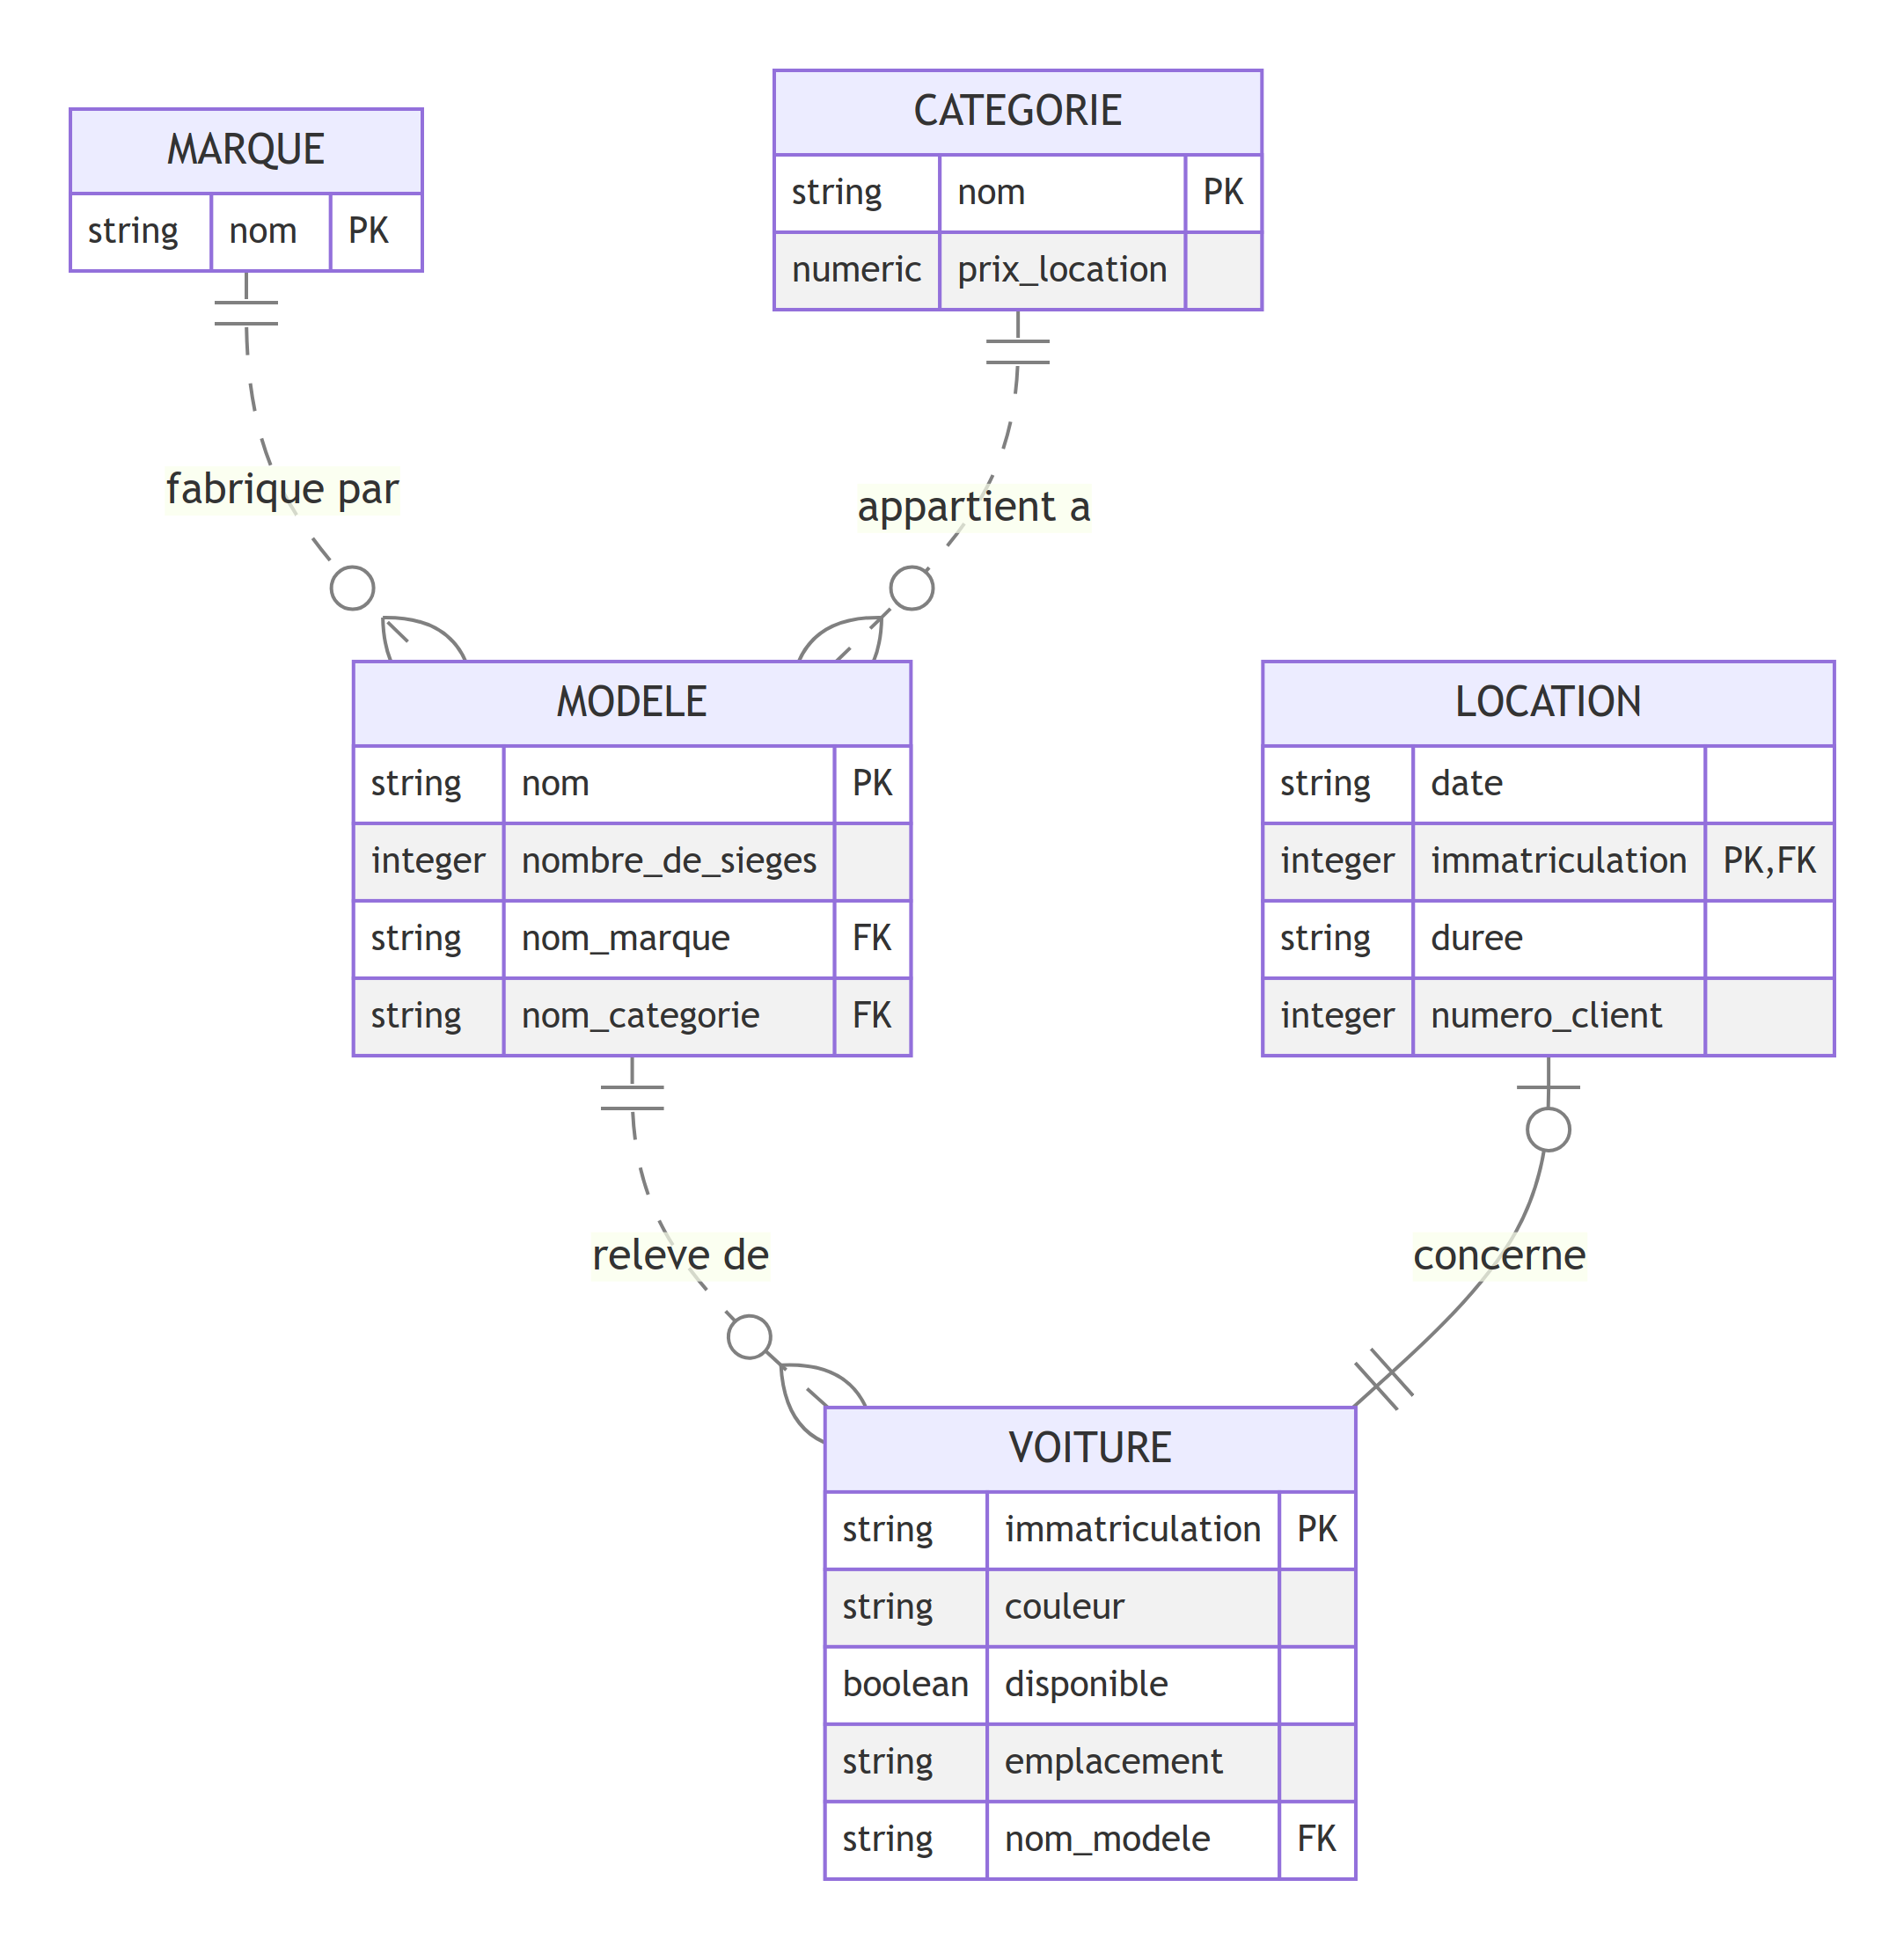 MARQUE
string nom PK
CATEGORIE
string nom PK
numeric prix_location
fabrique par
appartient a
MODELE
string nom PK
integer nombre_de_sieges
string nom_marque FK
string nom_categorie FK
LOCATION
string date
integer immatriculation PK,FK
string duree
integer numero_client
releve de
concerne
VOITURE
string immatriculation PK
string couleur
boolean disponible
string emplacement
string nom_modele FK